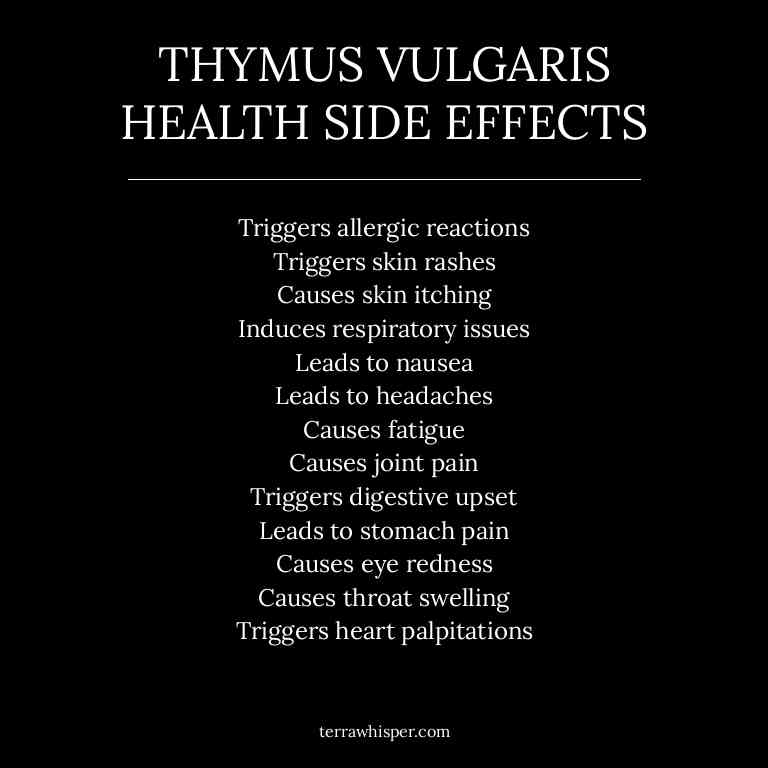 THYMUS VULGARIS
HEALTH SIDE EFFECTS
Triggers allergic reactions
Triggers skin rashes
Causes skin itching
Induces respiratory issues
Leads to nausea
Leads to headaches
Causes fatigue
Causes joint pain
Triggers digestive upset
Leads to stomach pain
Causes eye redness
Causes throat swelling
Triggers heart palpitations
terrawhisper.com